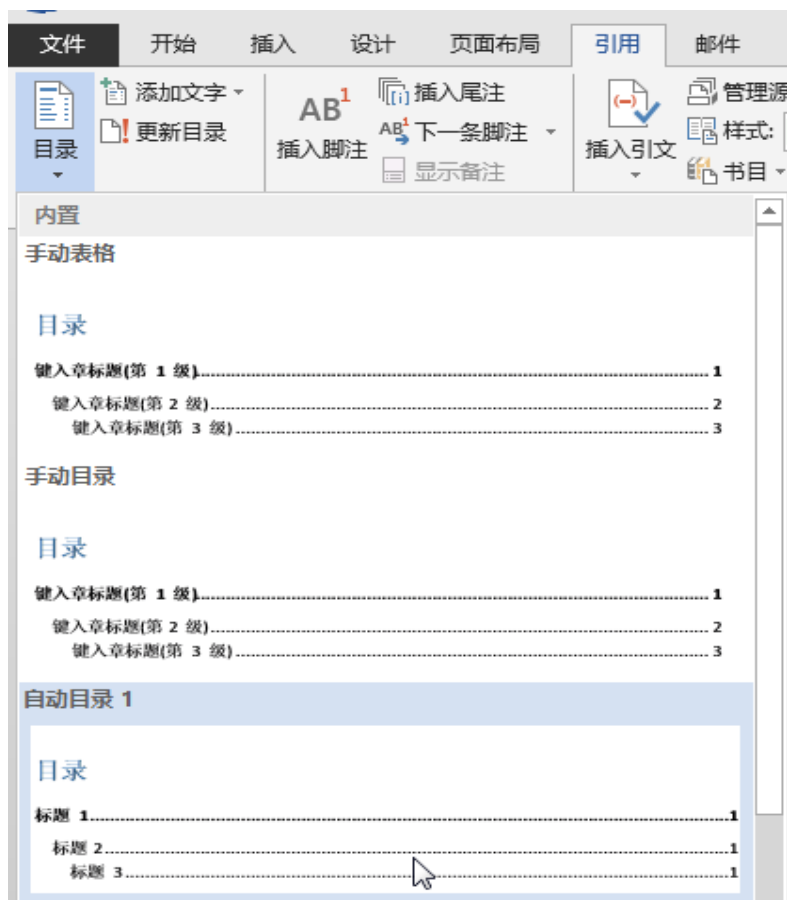 文件 开始 插入 设计 页面布局 引用 邮件
目录
添加文字
更新目录
AB1
插入脚注
插入尾注
下一条脚注
显示备注
插入引文
管理源
样式:
书目
内置
手动表格
目录
键入章标题(第 1 级)........1
键入章标题(第 2 级)........2
键入章标题(第 3 级)........3
手动目录
目录
键入章标题(第 1 级)........1
键入章标题(第 2 级)........2
键入章标题(第 3 级)........3
自动目录 1
目录
标题 1........1
标题 2........1
标题 3........1